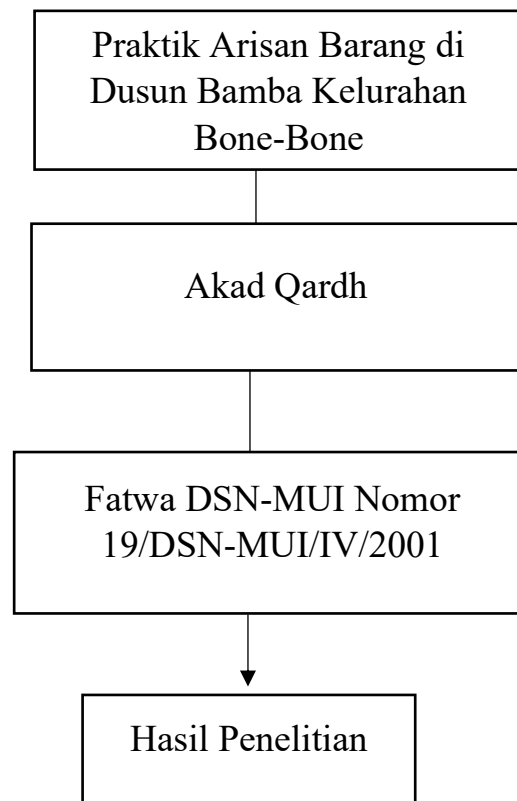 Praktik Arisan Barang di
Dusun Bamba Kelurahan
Bone-Bone
Akad Qardh
Fatwa DSN-MUI Nomor
19/DSN-MUI/IV/2001
Hasil Penelitian